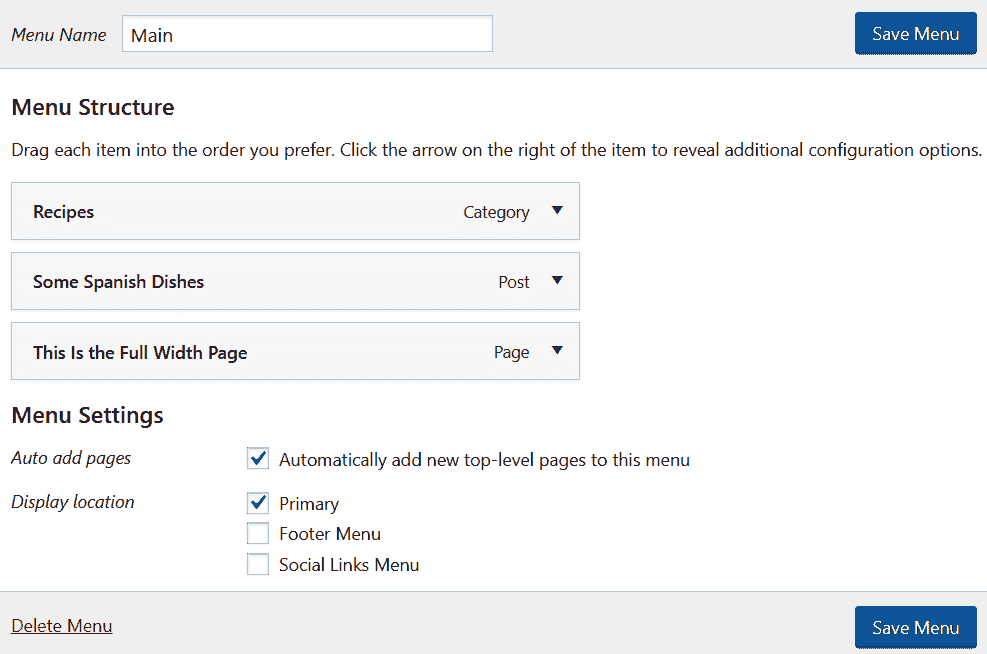 Menu Name Main Save Menu
Menu Structure
Drag each item into the order you prefer. Click the arrow on the right of the item to reveal additional configuration options.
Recipes Category
Some Spanish Dishes Post
This Is the Full Width Page Page
Menu Settings
Auto add pages Automatically add new top-level pages to this menu
Display location Primary
Footer Menu
Social Links Menu
Delete Menu Save Menu